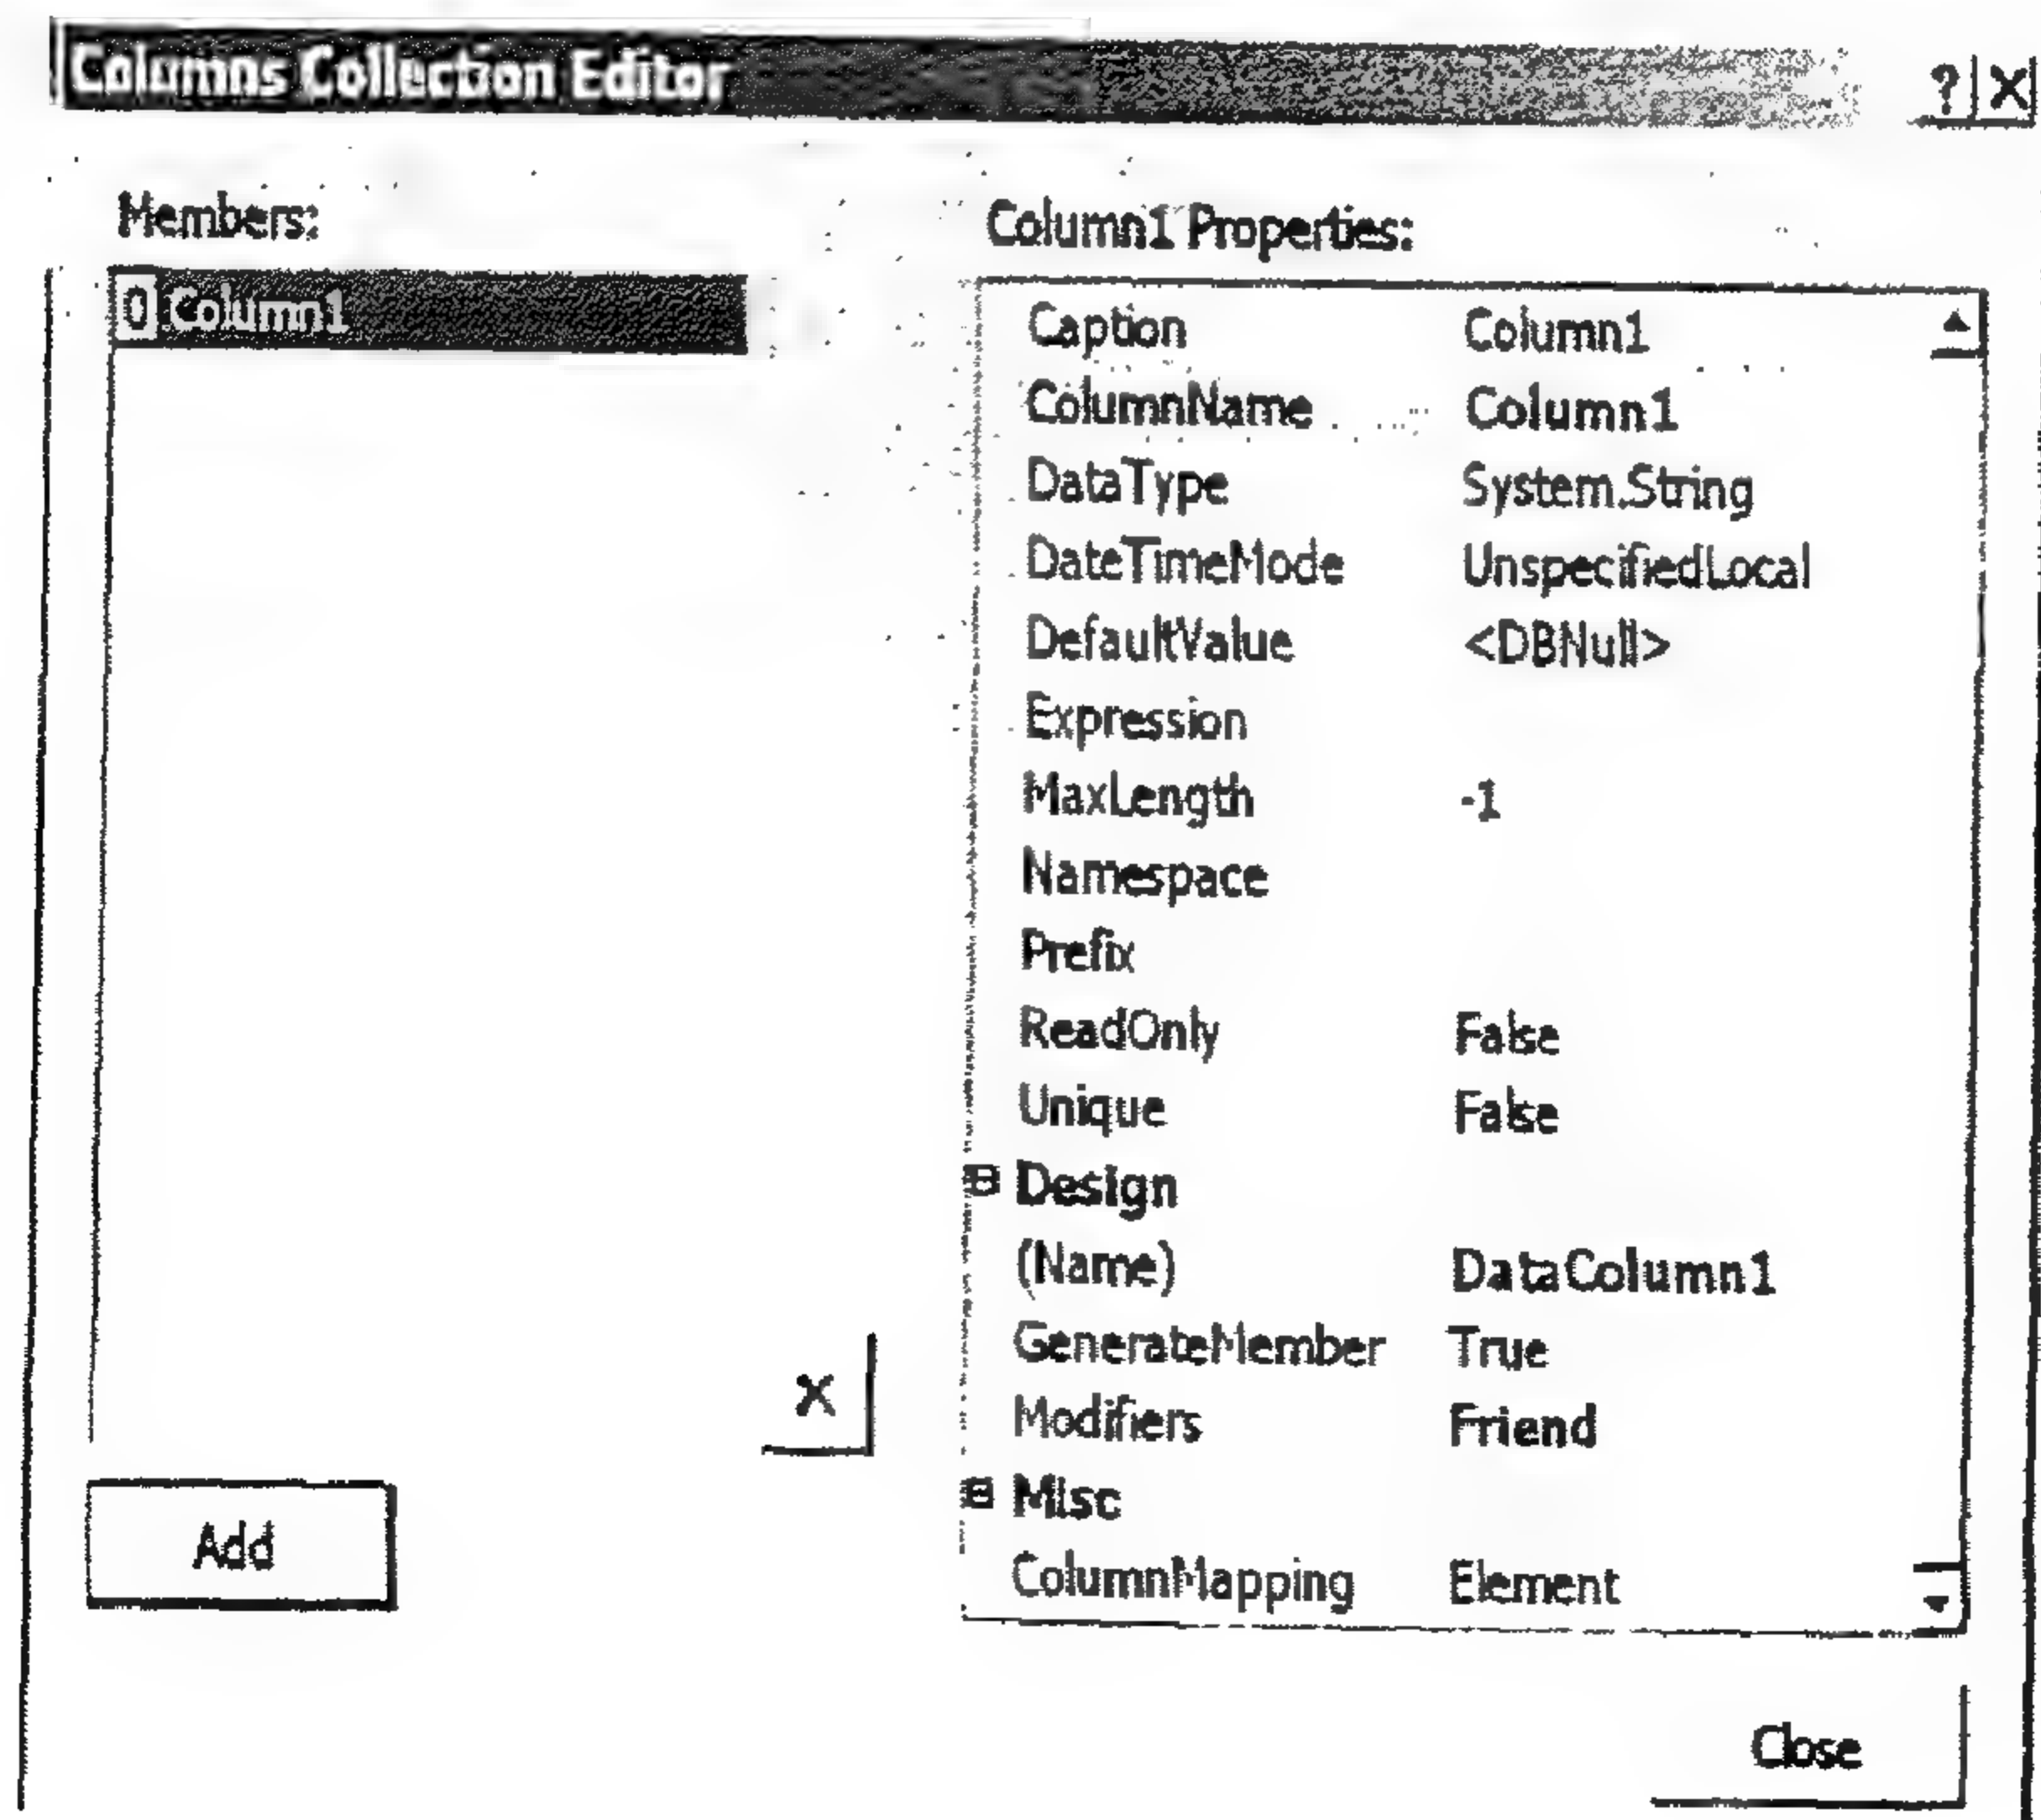 Columns Collection Editor ? X
Members:
0 Column1
Add
Column1 Properties:
Caption Column1
ColumnName Column1
DataType System.String
DateTimeMode UnspecifiedLocal
DefaultValue <DBNull>
Expression
MaxLength -1
Namespace
Prefix
ReadOnly False
Unique False
Design
(Name) DataColumn1
GenerateMember True
Modifiers Friend
Misc
ColumnMapping Element
Close